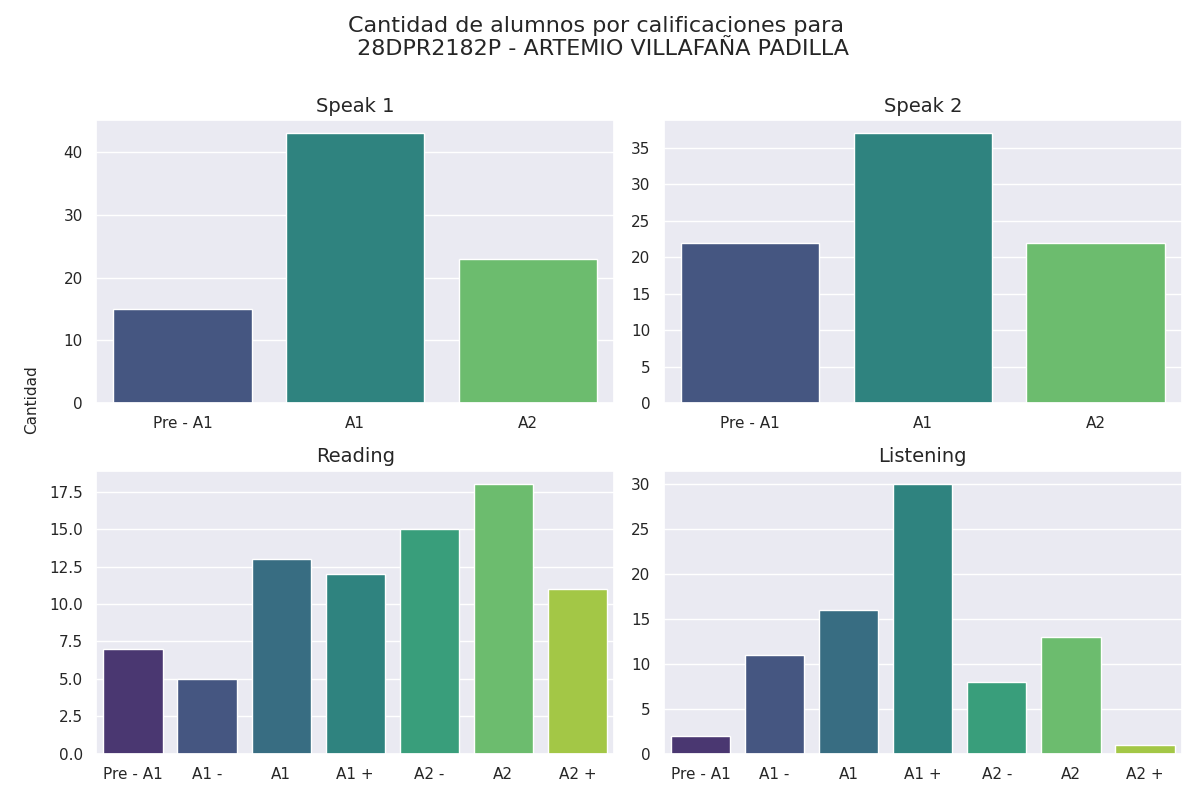 Cantidad de alumnos por calificaciones para
28DPR2182P - ARTEMIO VILLAFAÑA PADILLA
Speak 1
40
30
20
10
0
Pre - A1 A1 A2
Speak 2
35
30
25
20
15
10
5
0
Pre - A1 A1 A2
Cantidad
Reading
17.5
15.0
12.5
10.0
7.5
5.0
2.5
0.0
Pre - A1 A1 - A1 A1 + A2 - A2 A2 +
Listening
30
25
20
15
10
5
0
Pre - A1 A1 - A1 A1 + A2 - A2 A2 +